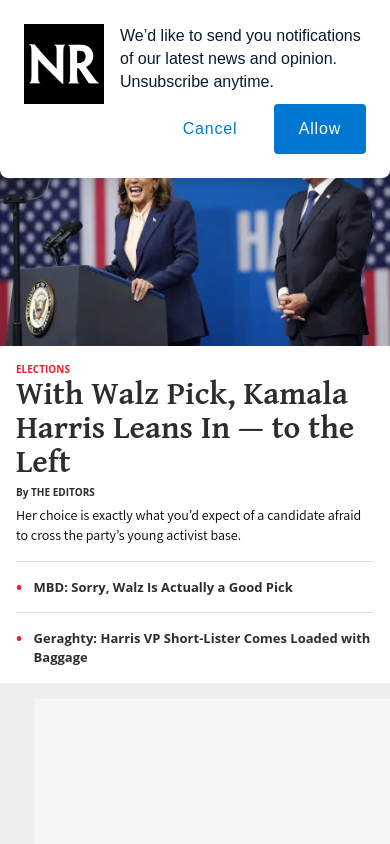 NR
We’d like to send you notifications
of our latest news and opinion.
Unsubscribe anytime.
Cancel
Allow
HA
ELECTIONS
With Walz Pick, Kamala
Harris Leans In — to the
Left
By THE EDITORS
Her choice is exactly what you’d expect of a candidate afraid
to cross the party’s young activist base.
• MBD: Sorry, Walz Is Actually a Good Pick
• Geraghty: Harris VP Short-Lister Comes Loaded with
Baggage